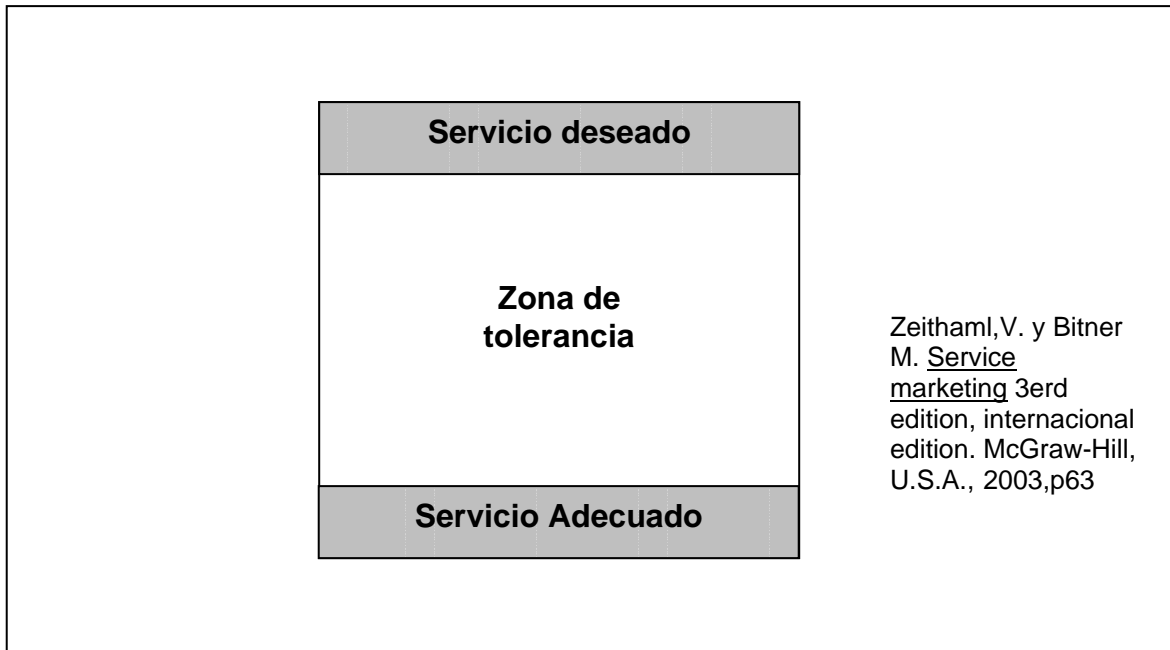 Servicio deseado
Zona de
tolerancia
Servicio Adecuado
Zeithaml,V. y Bitner
M. Service
marketing 3erd
edition, internacional
edition. McGraw-Hill,
U.S.A., 2003,p63